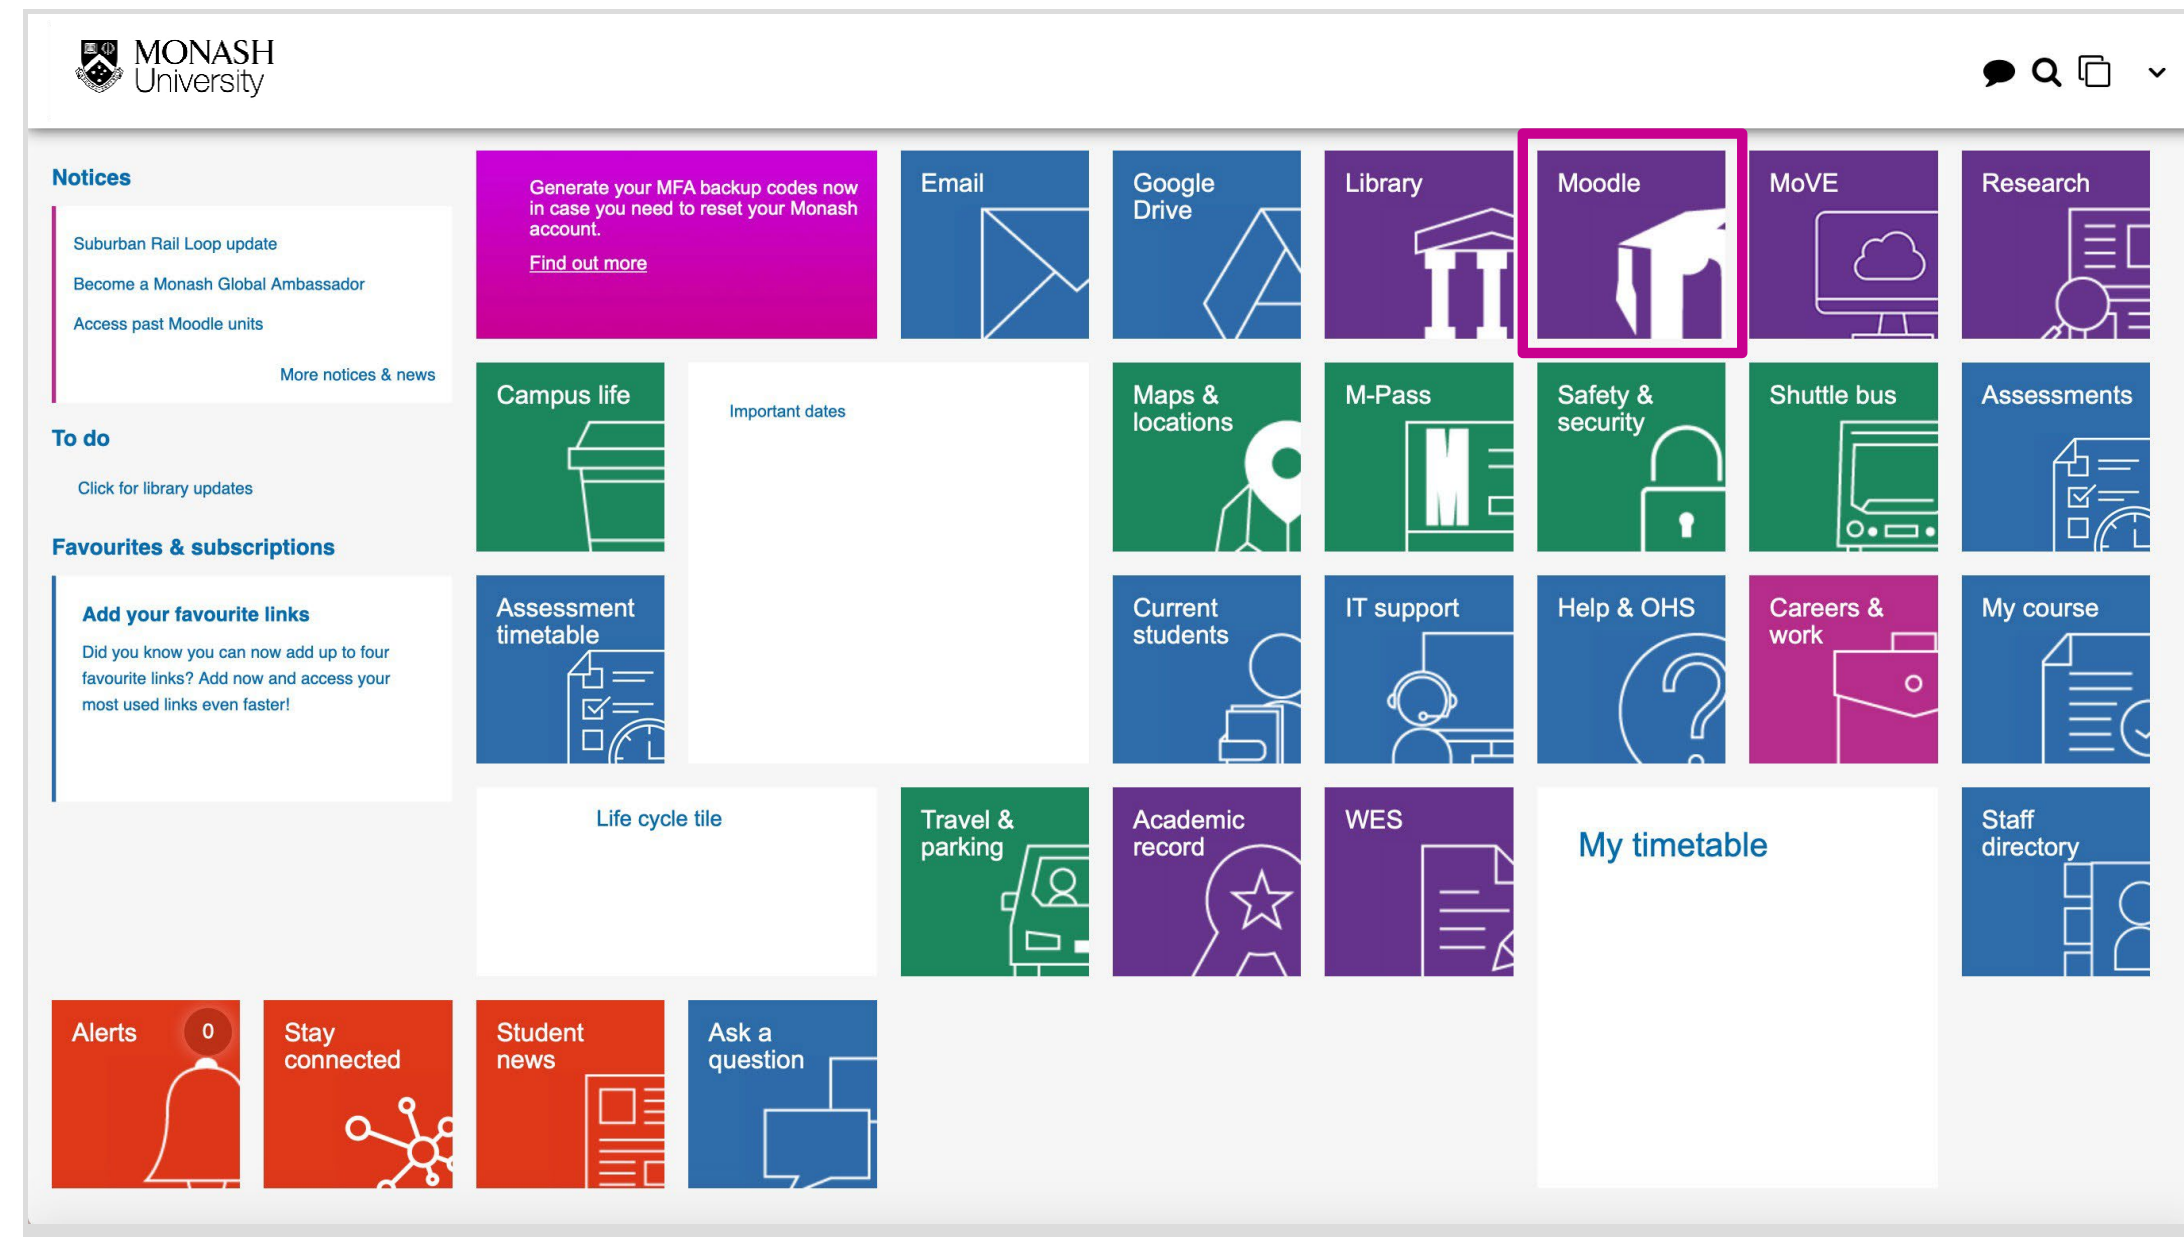 MONASH
University
Notices
Suburban Rail Loop update
Become a Monash Global Ambassador
Access past Moodle units
More notices & news
To do
Click for library updates
Favourites & subscriptions
Add your favourite links
Did you know you can now add up to four
favourite links? Add now and access your
most used links even faster!
Generate your MFA backup codes now
in case you need to reset your Monash
account.
Find out more
Email
Google
Drive
Library
Moodle
MoVE
Research
Campus life
Important dates
Maps &
locations
M-Pass
M
Safety &
security
Shuttle bus
Assessments
Assessment
timetable
Current
students
IT support
Help & OHS
Careers &
work
My course
Life cycle tile
Travel &
parking
Academic
record
WES
My timetable
Staff
directory
Alerts
0
Stay
connected
Student
news
Ask a
question